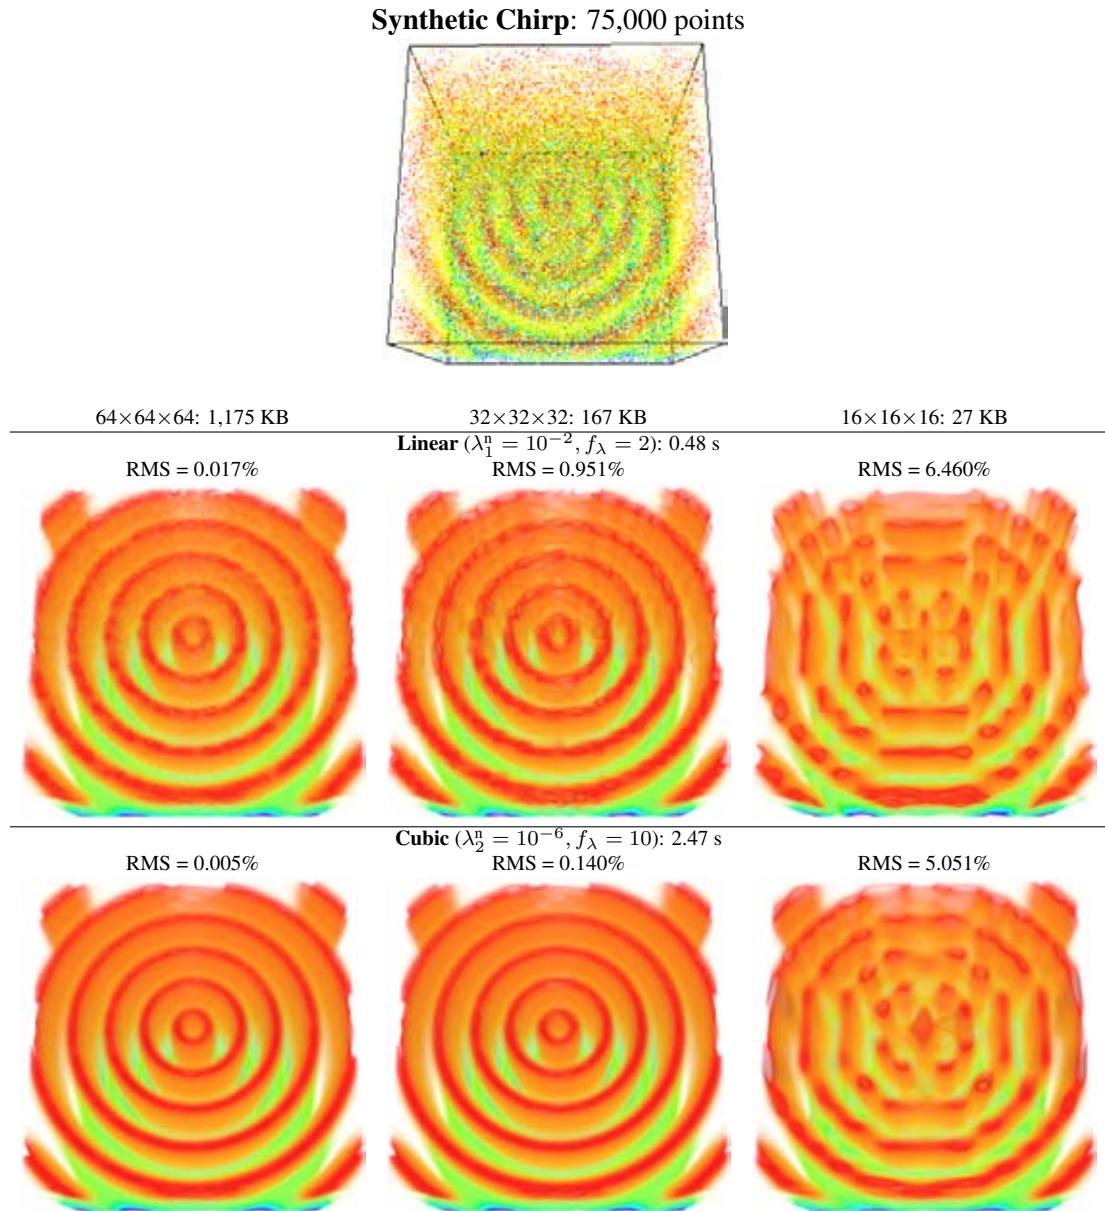 Synthetic Chirp: 75,000 points
64×64×64: 1,175 KB 32×32×32: 167 KB 16×16×16: 27 KB
Linear (λ₁ⁿ = 10⁻², f_λ = 2): 0.48 s
RMS = 0.017% RMS = 0.951% RMS = 6.460%
Cubic (λ₂ⁿ = 10⁻⁶, f_λ = 10): 2.47 s
RMS = 0.005% RMS = 0.140% RMS = 5.051%